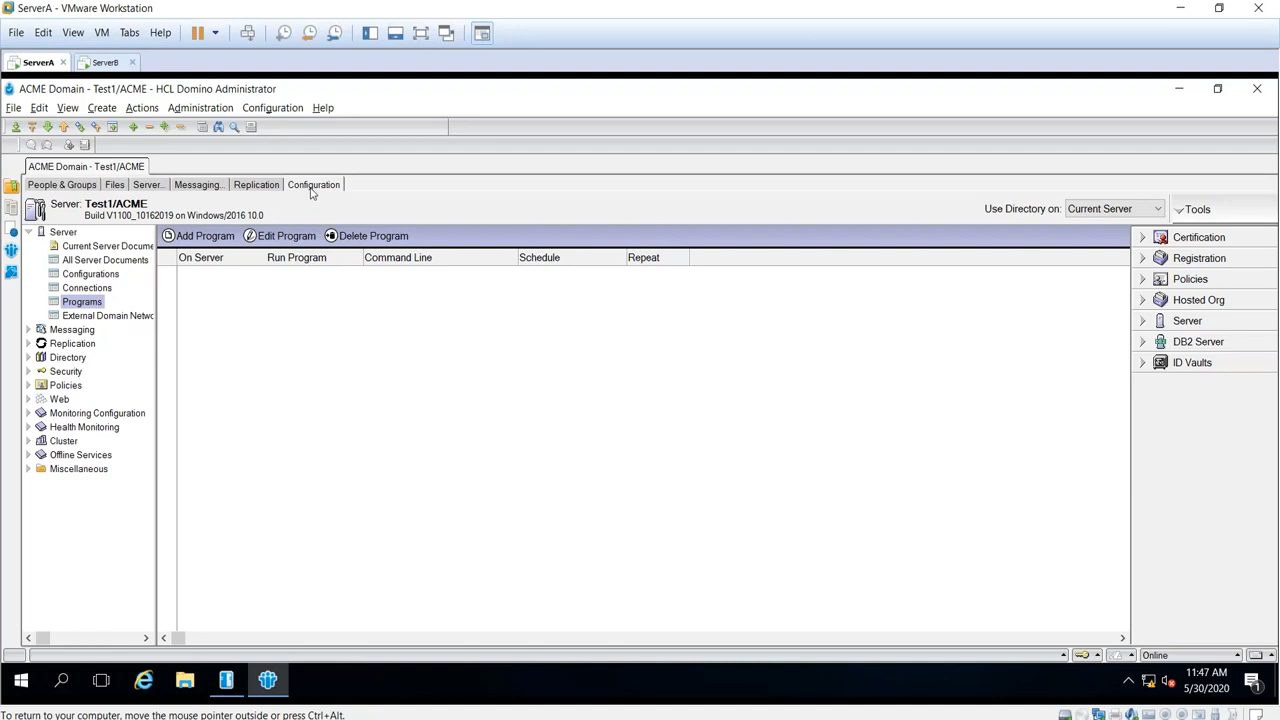 ServerA - VMware Workstation
File Edit View VM Tabs Help
ServerA ServerB
ACME Domain - Test1/ACME - HCL Domino Administrator
File Edit View Create Actions Administration Configuration Help
ACME Domain - Test1/ACME
People & Groups Files Server... Messaging... Replication Configuration
Server: Test1/ACME
Build V1100_10162019 on Windows/2016 10.0
Use Directory on: Current Server Tools
Server
Current Server Docume
All Server Documents
Configurations
Connections
Programs
External Domain Netwo
Messaging
Replication
Directory
Security
Policies
Web
Monitoring Configuration
Health Monitoring
Cluster
Offline Services
Miscellaneous
Add Program Edit Program Delete Program
On Server Run Program Command Line Schedule Repeat
Certification
Registration
Policies
Hosted Org
Server
DB2 Server
ID Vaults
Online
11:47 AM
5/30/2020
1
To return to your computer, move the mouse pointer outside or press Ctrl+Alt.